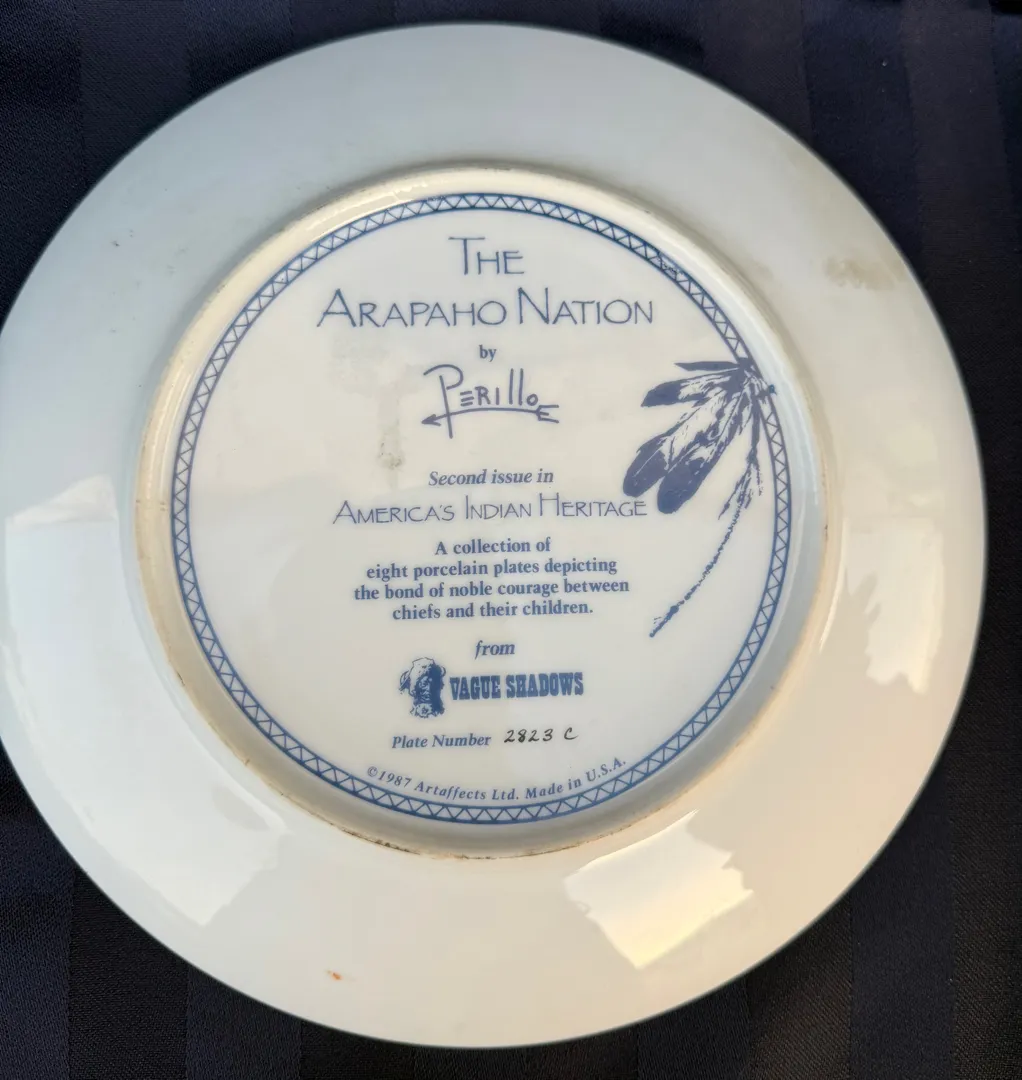 THE
ARAPAHO NATION
by
PERILLO
Second issue in
AMERICA'S INDIAN HERITAGE
A collection of
eight porcelain plates depicting
the bond of noble courage between
chiefs and their children.
from
VAGUE SHADOWS
Plate Number 2823 C
©1987 Artaffects Ltd. Made in U.S.A.